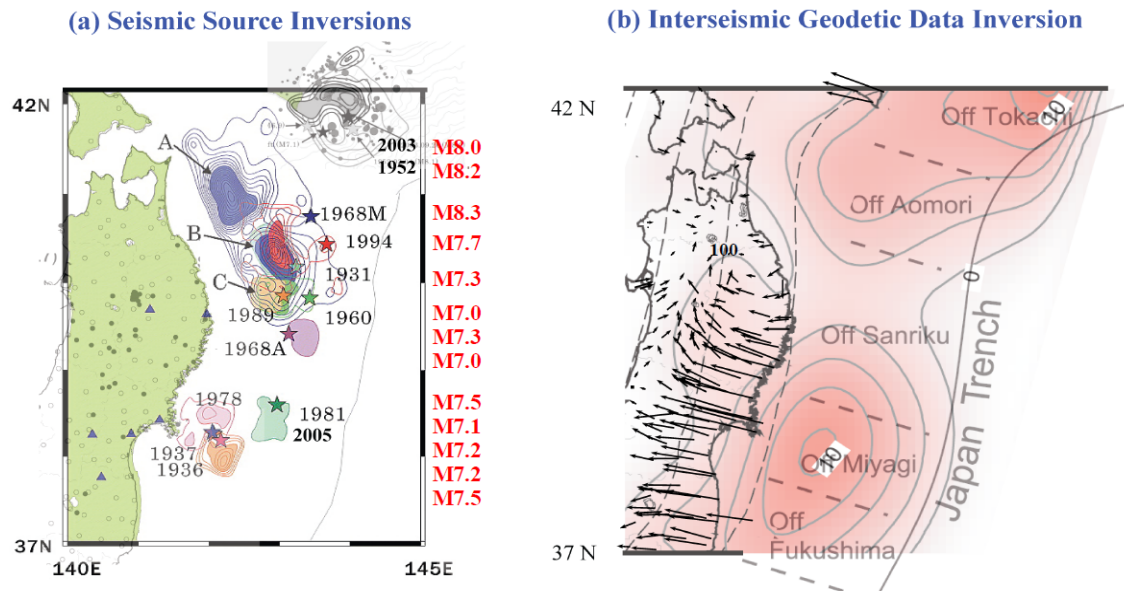 (a) Seismic Source Inversions
42N
A
B
C
2003
1952
1968M
1994
1931
1989
1960
1968A
1978
1981
2005
1937
1936
37N
140E
145E
M8.0
M8.2
M8.3
M7.7
M7.3
M7.0
M7.3
M7.0
M7.5
M7.1
M7.2
M7.2
M7.5
(b) Interseismic Geodetic Data Inversion
42 N
10
Off Tokachi
Off Aomori
100
0
Off Sanriku
Japan Trench
10
Off Miyagi
Off
Fukushima
37 N